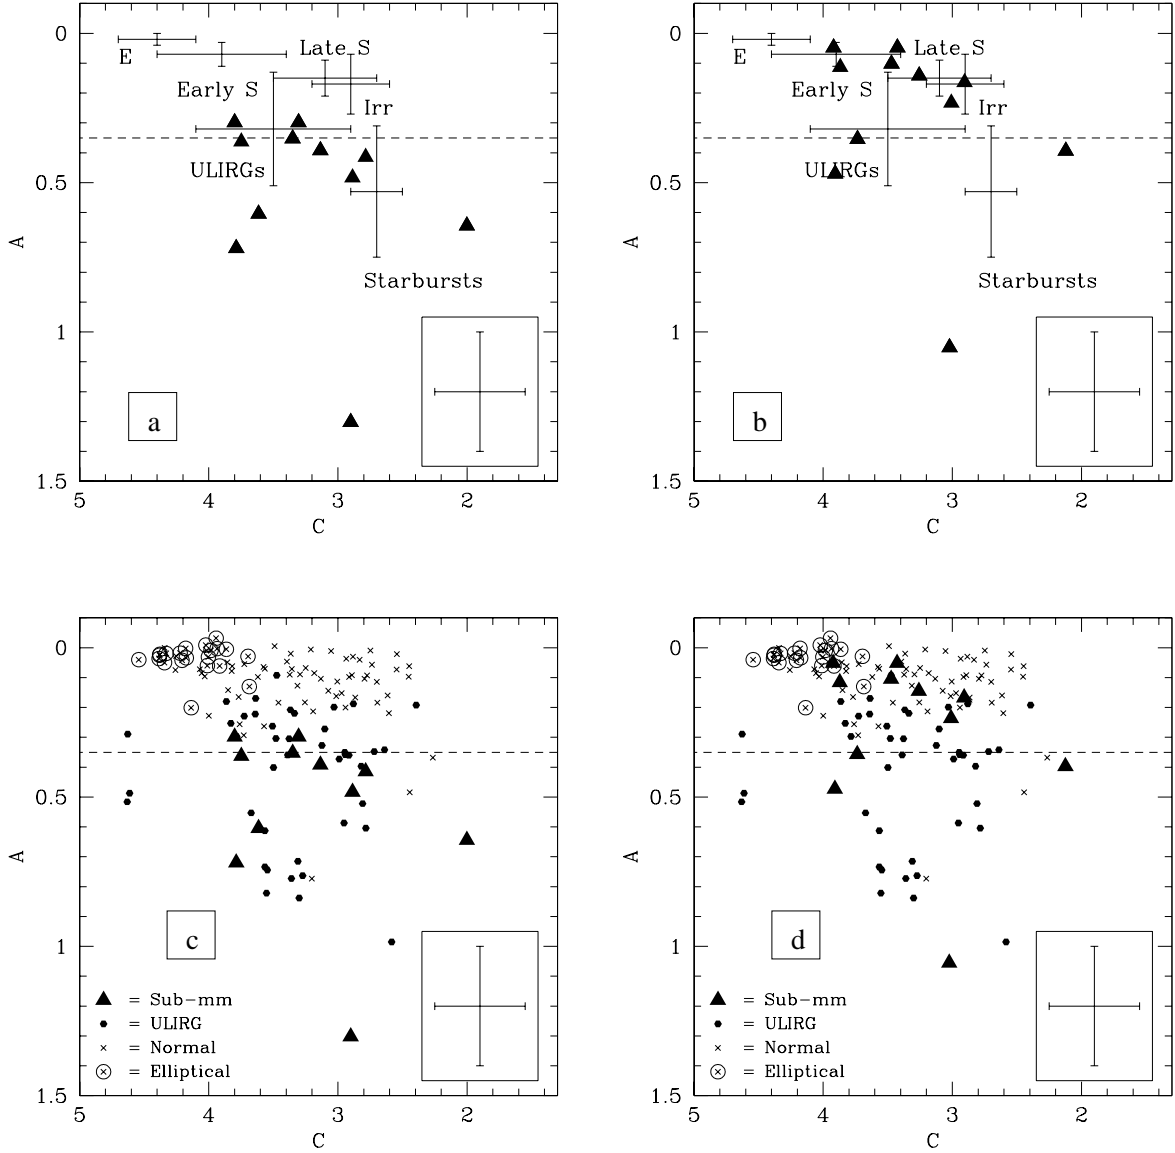 0
E
Late S
Early S
Irr
ULIRGs
0.5
A
Starbursts
1
a
1.5
5 4 3 2
C
0
E
Late S
Early S
Irr
ULIRGs
0.5
A
Starbursts
1
b
1.5
5 4 3 2
C
0
0.5
A
c
1
= Sub-mm
= ULIRG
= Normal
= Elliptical
1.5
5 4 3 2
C
0
0.5
A
d
1
= Sub-mm
= ULIRG
= Normal
= Elliptical
1.5
5 4 3 2
C